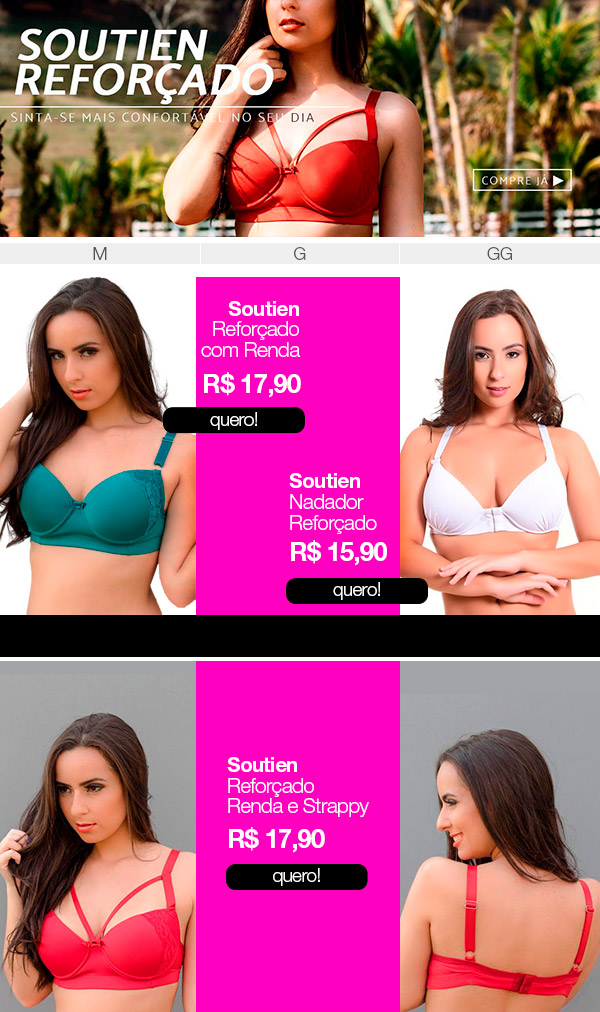 SOUTIEN
REFORÇADO
SINTA-SE MAIS CONFORTÁVEL NO SEU DIA
COMPRE JÁ
M
G
GG
Soutien
Reforçado
com Renda
R$ 17,90
quero!
Soutien
Nadador
Reforçado
R$ 15,90
quero!
Soutien
Reforçado
Renda e Strappy
R$ 17,90
quero!